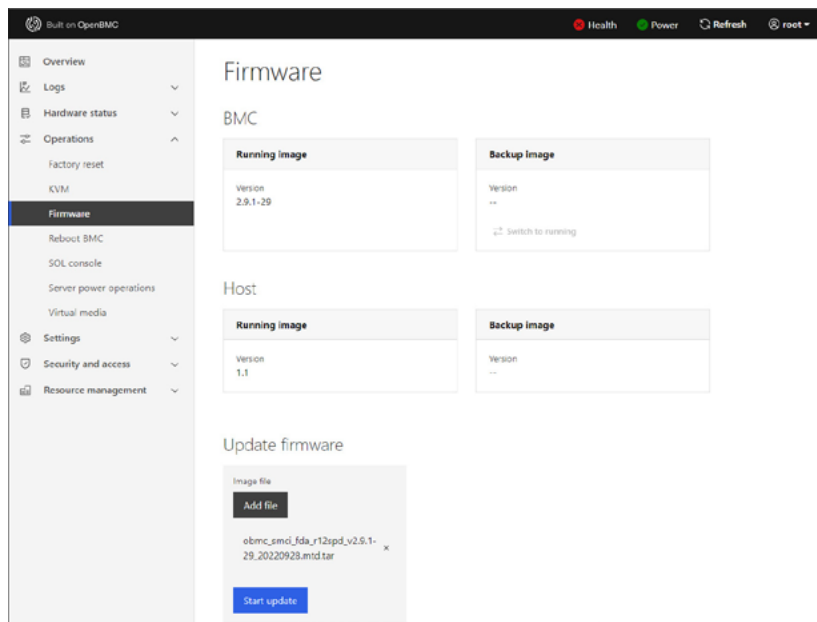 Built on OpenBMC
Health
Power
Refresh
root
Overview
Logs
Hardware status
Operations
Factory reset
KVM
Firmware
Reboot BMC
SOL console
Server power operations
Virtual media
Settings
Security and access
Resource management
Firmware
BMC
Running image
Version
2.9.1-29
Backup image
Version
--
Switch to running
Host
Running image
Version
1.1
Backup image
Version
--
Update firmware
Image file
Add file
obmc_smci_fda_r12spd_v2.9.1-
29_20220928.mtd.tar
×
Start update